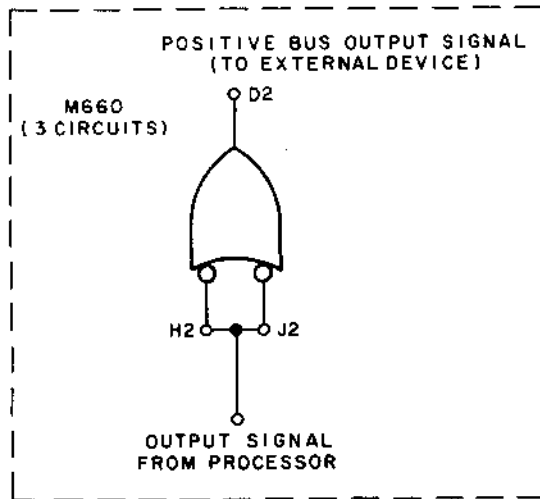 POSITIVE BUS OUTPUT SIGNAL
(TO EXTERNAL DEVICE)
D2
M660
(3 CIRCUITS)
H2
J2
OUTPUT SIGNAL
FROM PROCESSOR